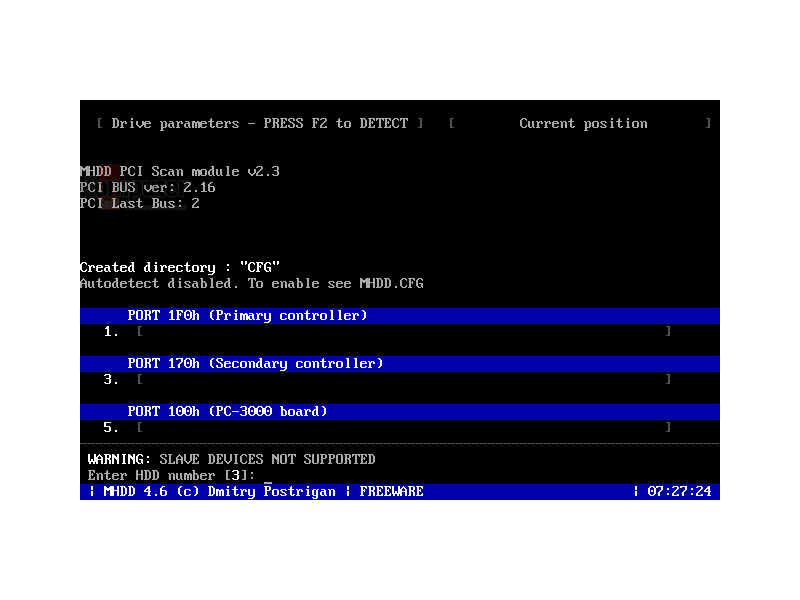 [ Drive parameters - PRESS F2 to DETECT ] [ Current position ]
MHDD PCI Scan module v2.3
PCI BUS ver: 2.16
PCI Last Bus: 2
Created directory : "CFG"
Autodetect disabled. To enable see MHDD.CFG
PORT 1F0h (Primary controller)
1. [ ]
PORT 170h (Secondary controller)
3. [ ]
PORT 100h (PC-3000 board)
5. [ ]
WARNING: SLAVE DEVICES NOT SUPPORTED
Enter HDD number [3]: _
¦ MHDD 4.6 (c) Dmitry Postrigan ¦ FREEWARE ¦ 07:27:24